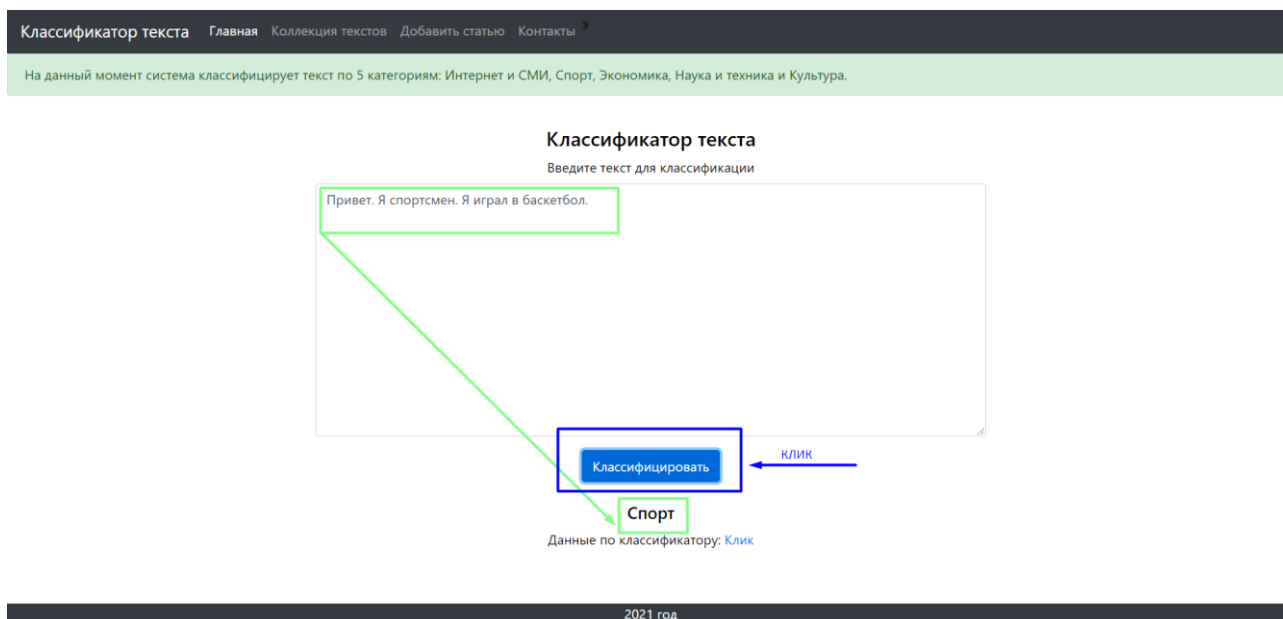 Классификатор текста Главная Коллекция текстов Добавить статью Контакты э
На данный момент система классифицирует текст по 5 категориям: Интернет и СМИ, Спорт, Экономика, Наука и техника и Культура.
Классификатор текста
Введите текст для классификации
Привет. Я спортсмен. Я играл в баскетбол.
Классифицировать клик
Спорт
Данные по классификатору: Клик
2021 год